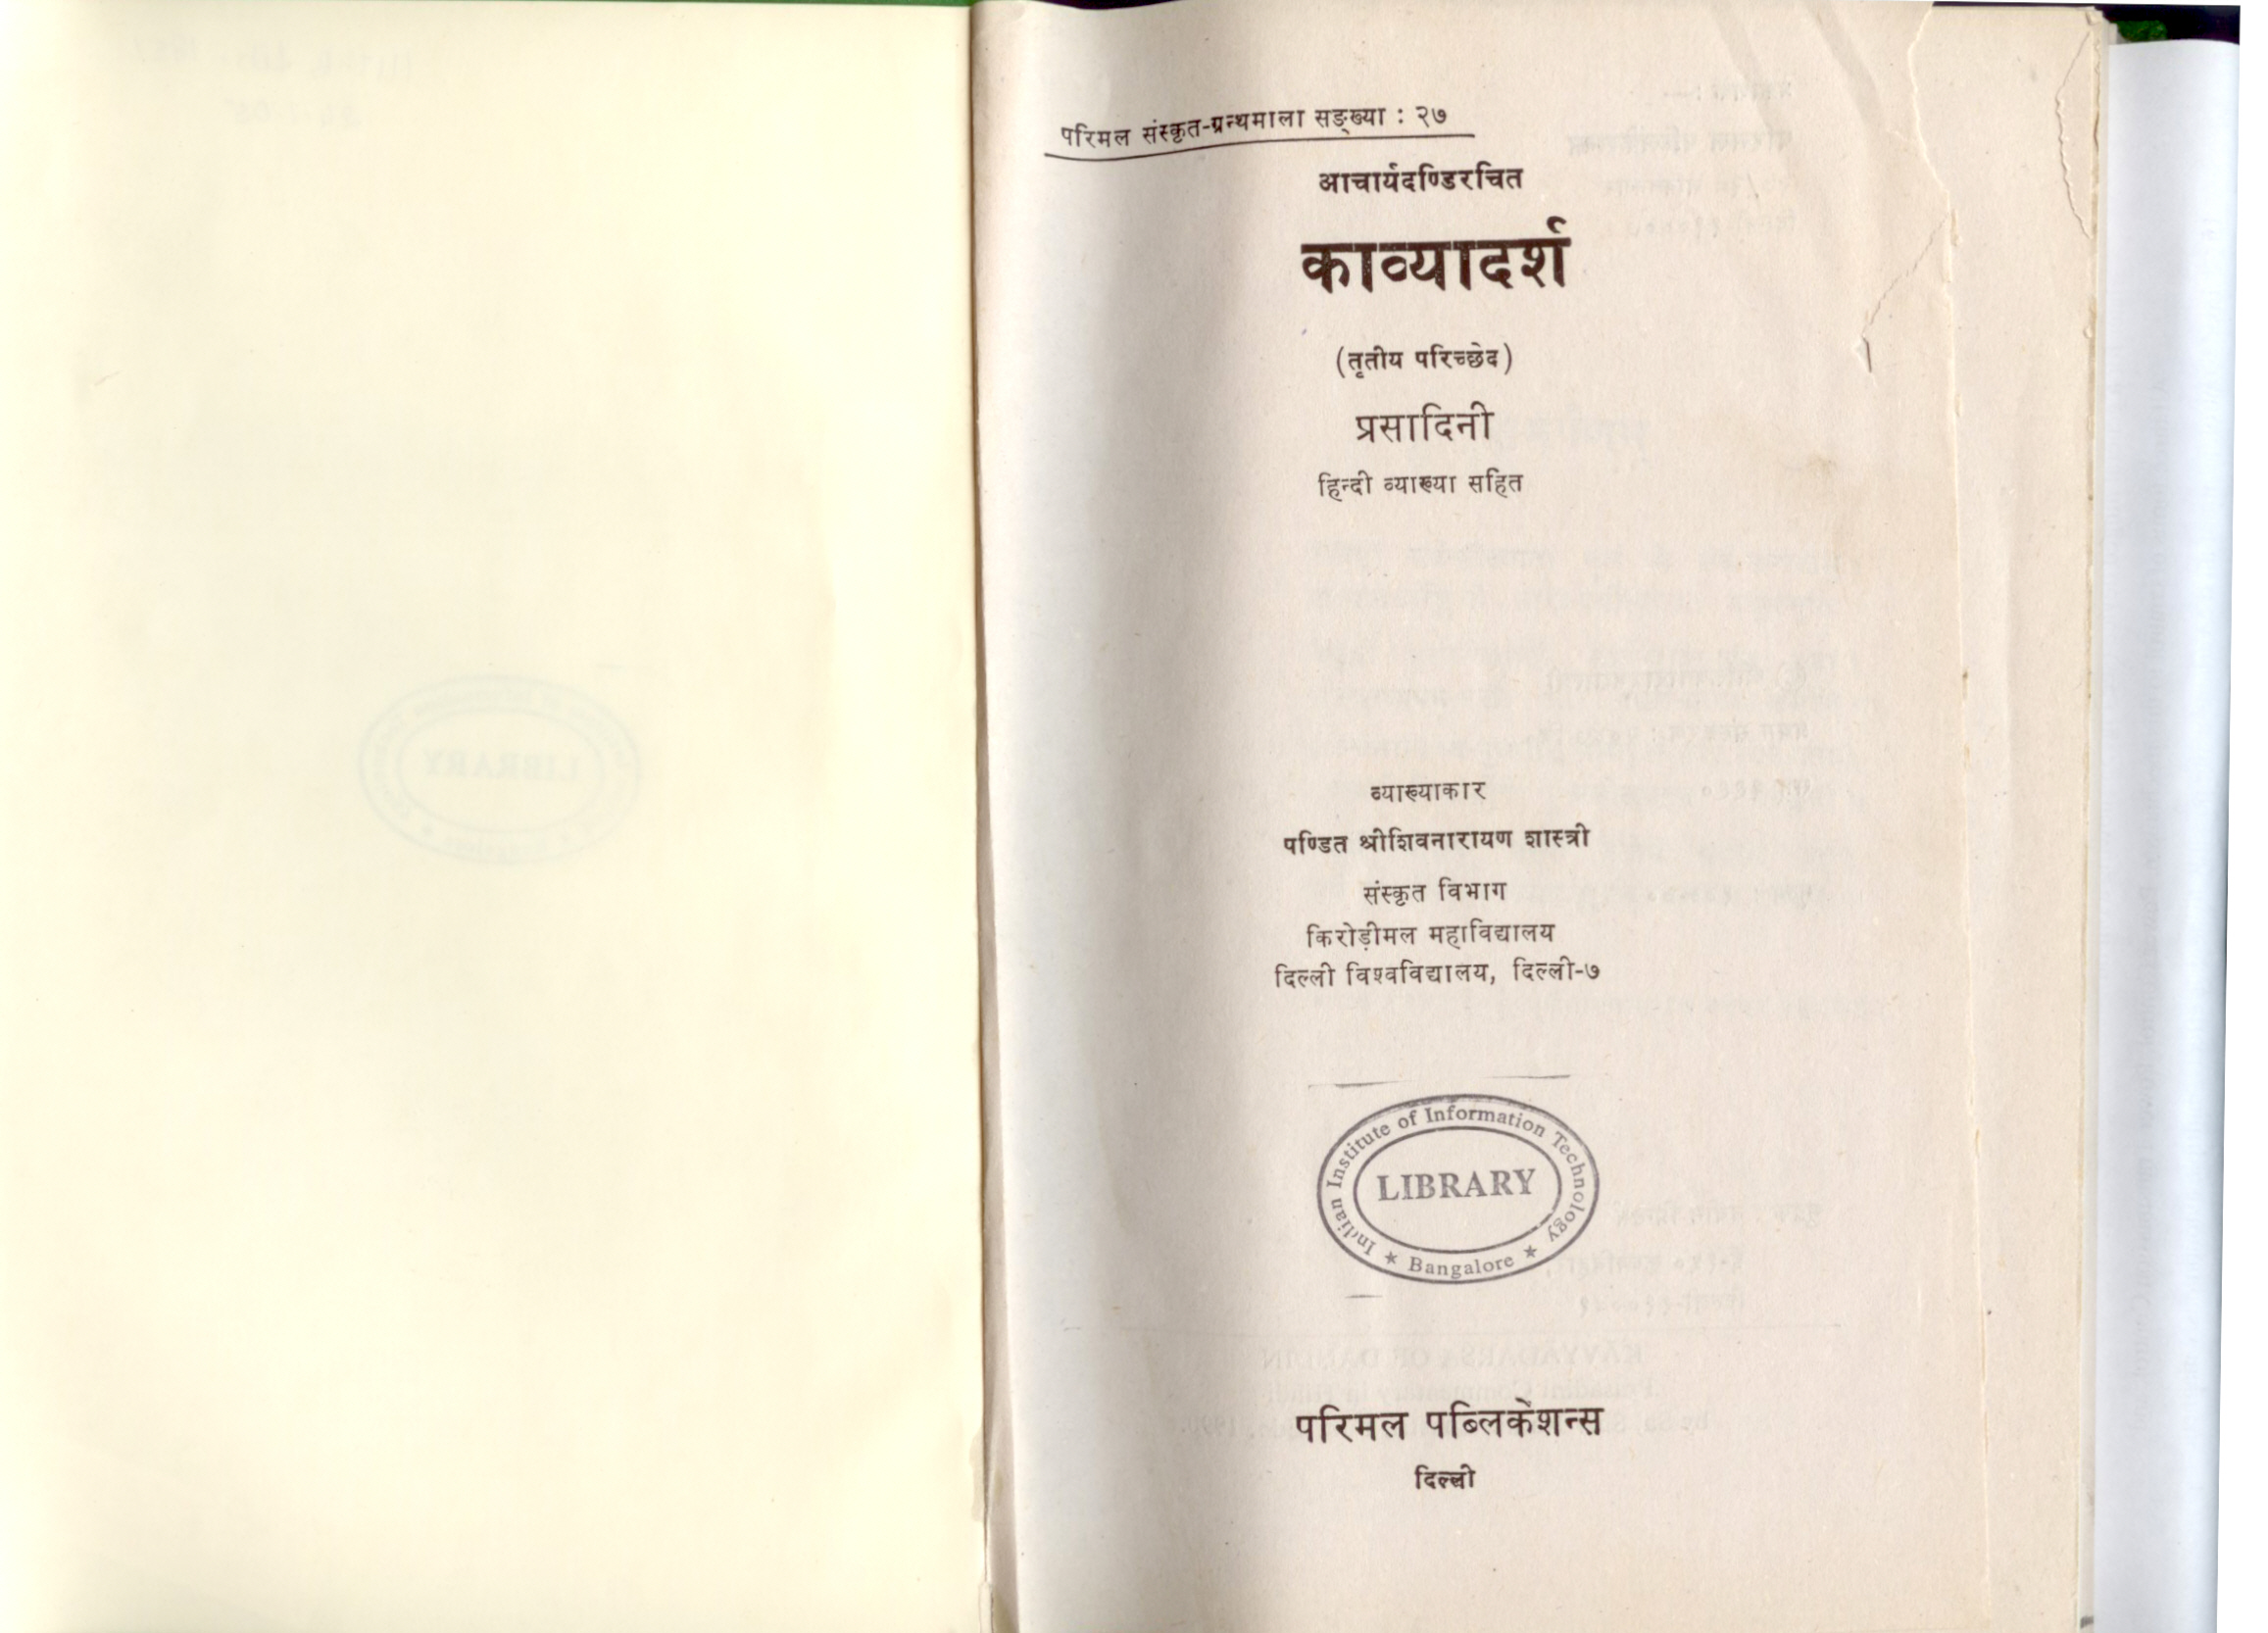 परिमल संस्कृत-ग्रन्थमाला सङ्ख्या : २७
आचार्यदण्डिरचित
काव्यादर्श
(तृतीय परिच्छेद)
प्रसादिनी
हिन्दी व्याख्या सहित
व्याख्याकार
पण्डित श्रीशिवनारायण शास्त्री
संस्कृत विभाग
किरोड़ीमल महाविद्यालय
दिल्ली विश्वविद्यालय, दिल्ली-७
Indian Institute of Information Technology
LIBRARY
★ Bangalore ★
परिमल पब्लिकेशन्स
दिल्ली